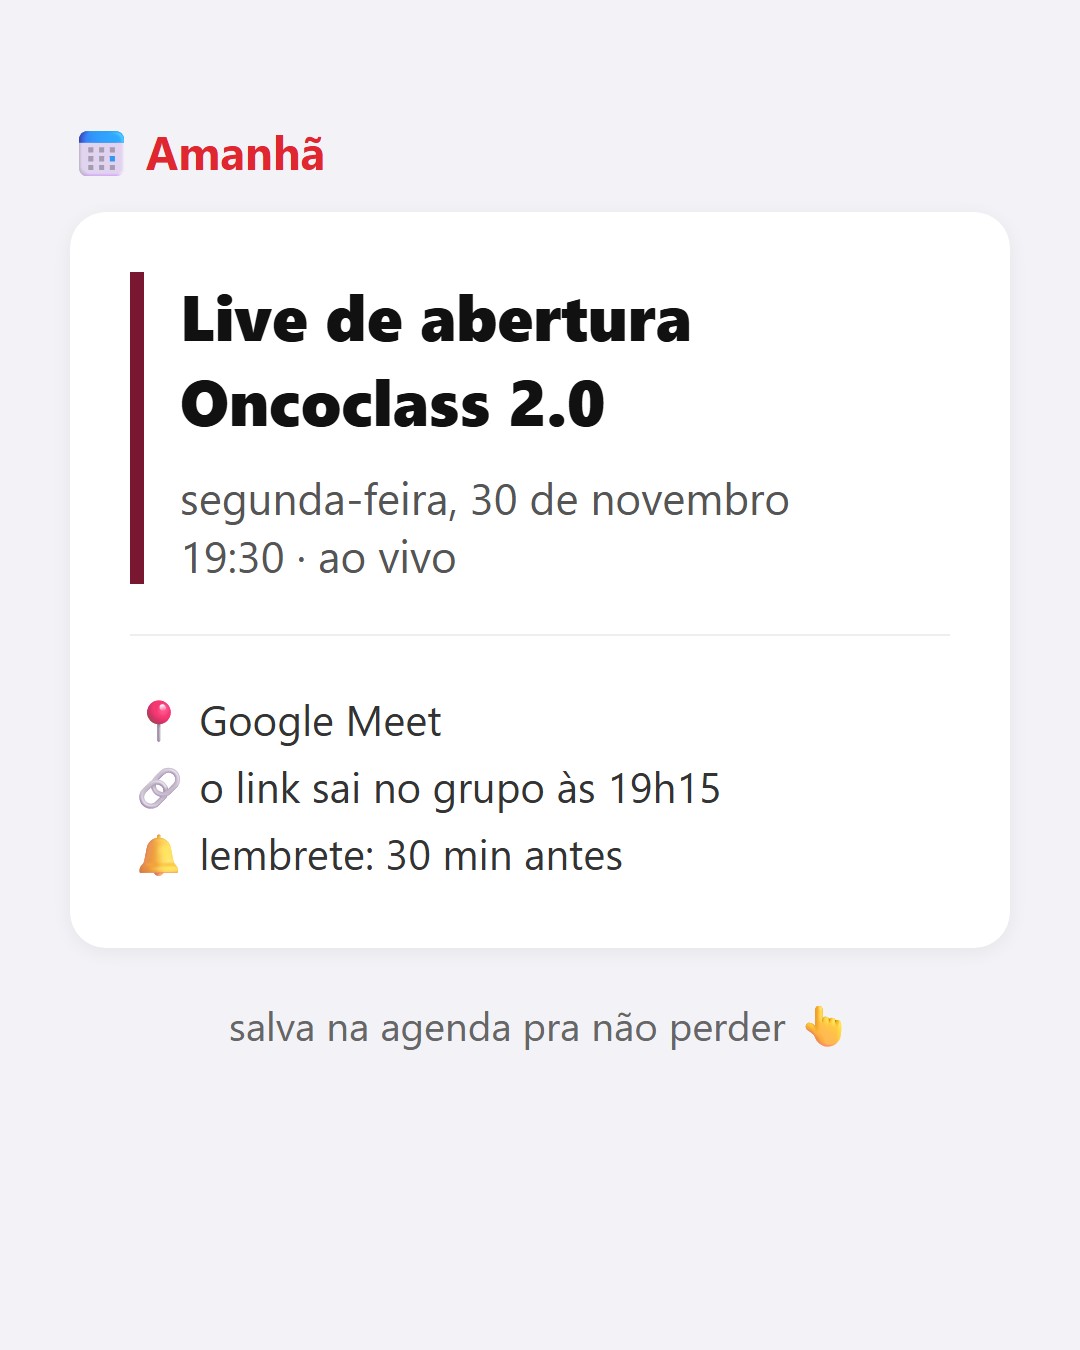 Amanhã
Live de abertura
Oncoclass 2.0
segunda-feira, 30 de novembro
19:30 · ao vivo
Google Meet
o link sai no grupo às 19h15
lembrete: 30 min antes
salva na agenda pra não perder